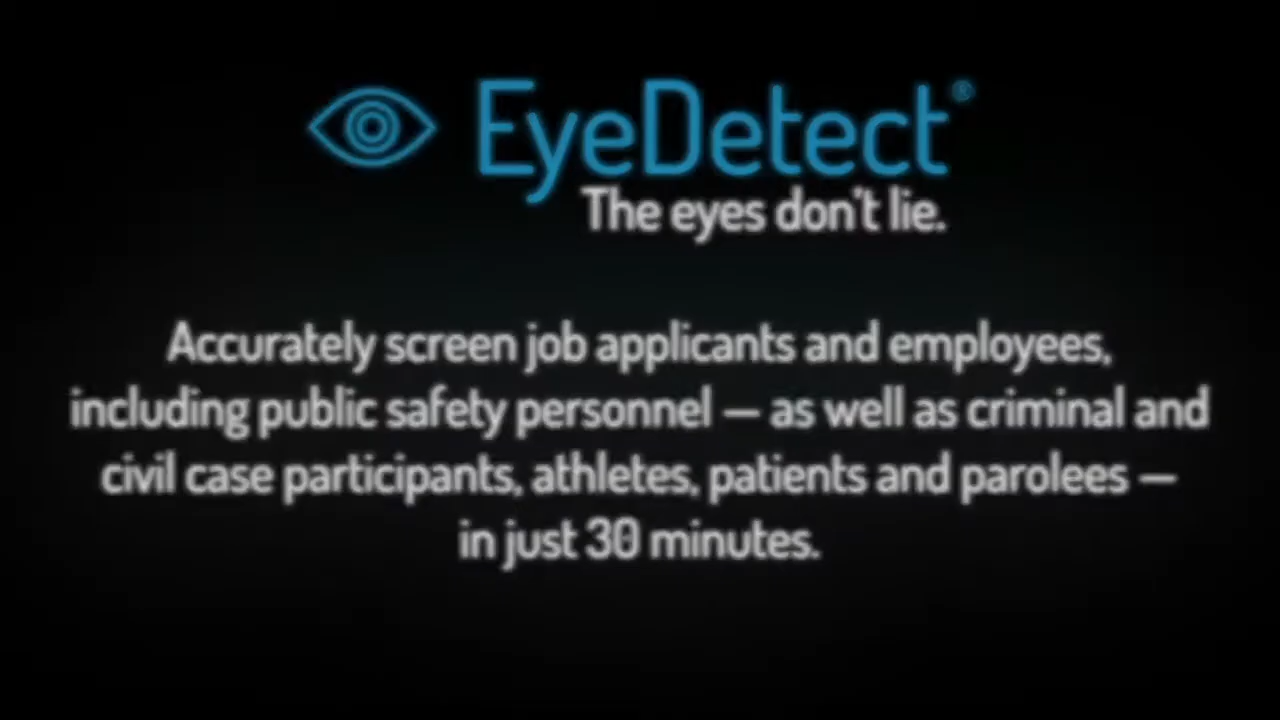 EyeDetect®
The eyes don't lie.
Accurately screen job applicants and employees,
including public safety personnel — as well as criminal and
civil case participants, athletes, patients and parolees —
in just 30 minutes.